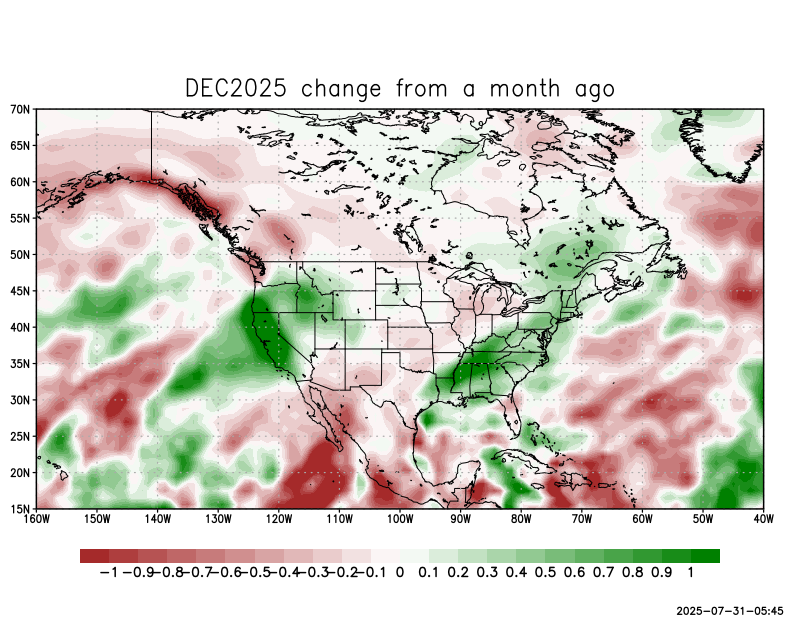 DEC2025 change from a month ago
70N
65N
60N
55N
50N
45N
40N
35N
30N
25N
20N
15N
160W 150W 140W 130W 120W 110W 100W 90W 80W 70W 60W 50W 40W
-1 -0.9 -0.8 -0.7 -0.6 -0.5 -0.4 -0.3 -0.2 -0.1 0 0.1 0.2 0.3 0.4 0.5 0.6 0.7 0.8 0.9 1
2025-07-31-05:45